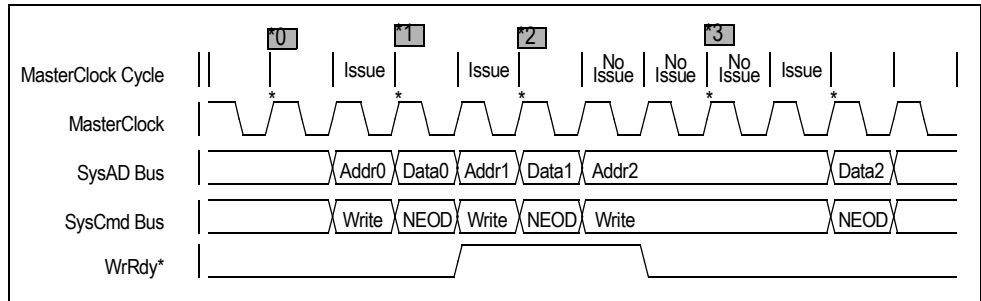 *0 *1 *2 *3
MasterClock Cycle Issue Issue No Issue No Issue No Issue Issue
* * * * *
MasterClock
SysAD Bus Addr0 Data0 Addr1 Data1 Addr2 Data2
SysCmd Bus Write NEOD Write NEOD Write NEOD
WrRdy*